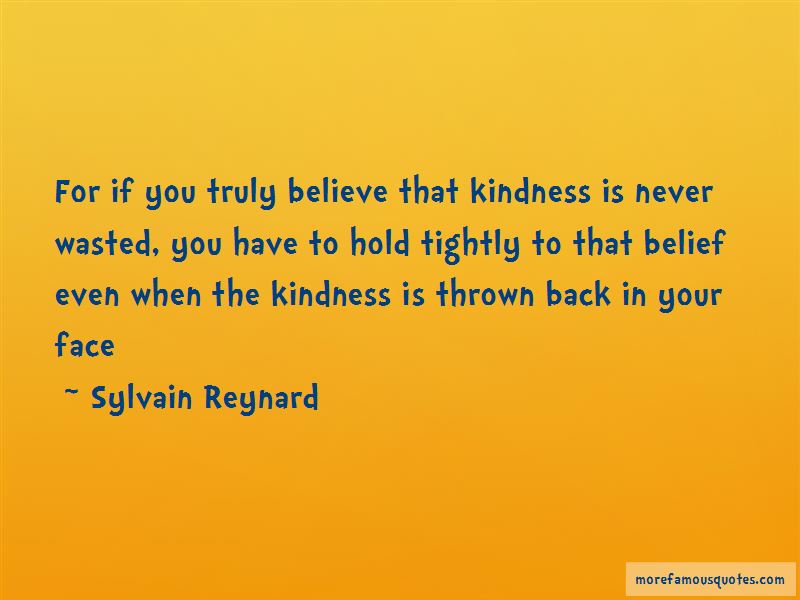 For if you truly believe that kindness is never
wasted, you have to hold tightly to that belief
even when the kindness is thrown back in your
face
~ Sylvain Reynard
morefamousquotes.com